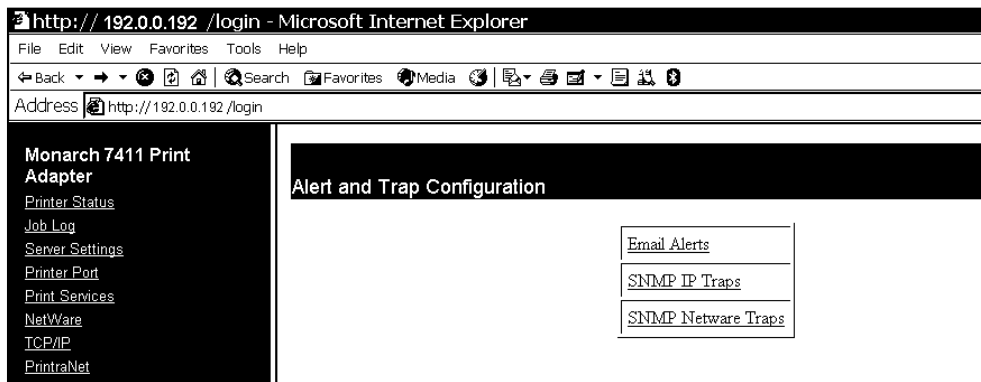 http:// 192.0.0.192 /login - Microsoft Internet Explorer
File Edit View Favorites Tools Help
Back Search Favorites Media
Address http://192.0.0.192/login
Monarch 7411 Print
Adapter
Printer Status
Job Log
Server Settings
Printer Port
Print Services
NetWare
TCP/IP
PrintraNet
Alert and Trap Configuration
Email Alerts
SNMP IP Traps
SNMP Netware Traps